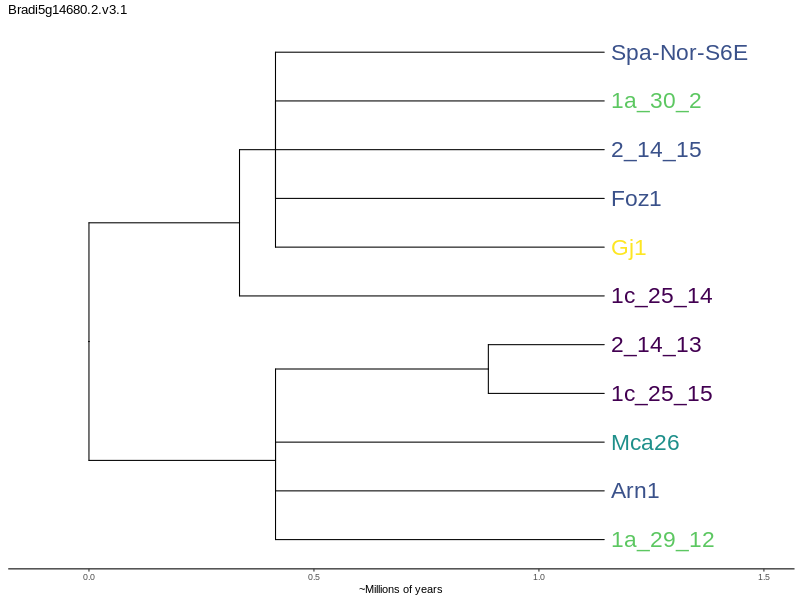 Bradi5g14680.2.v3.1
Spa-Nor-S6E
1a_30_2
2_14_15
Foz1
Gj1
1c_25_14
2_14_13
1c_25_15
Mca26
Arn1
1a_29_12
0.0 0.5 1.0 1.5
~Millions of years